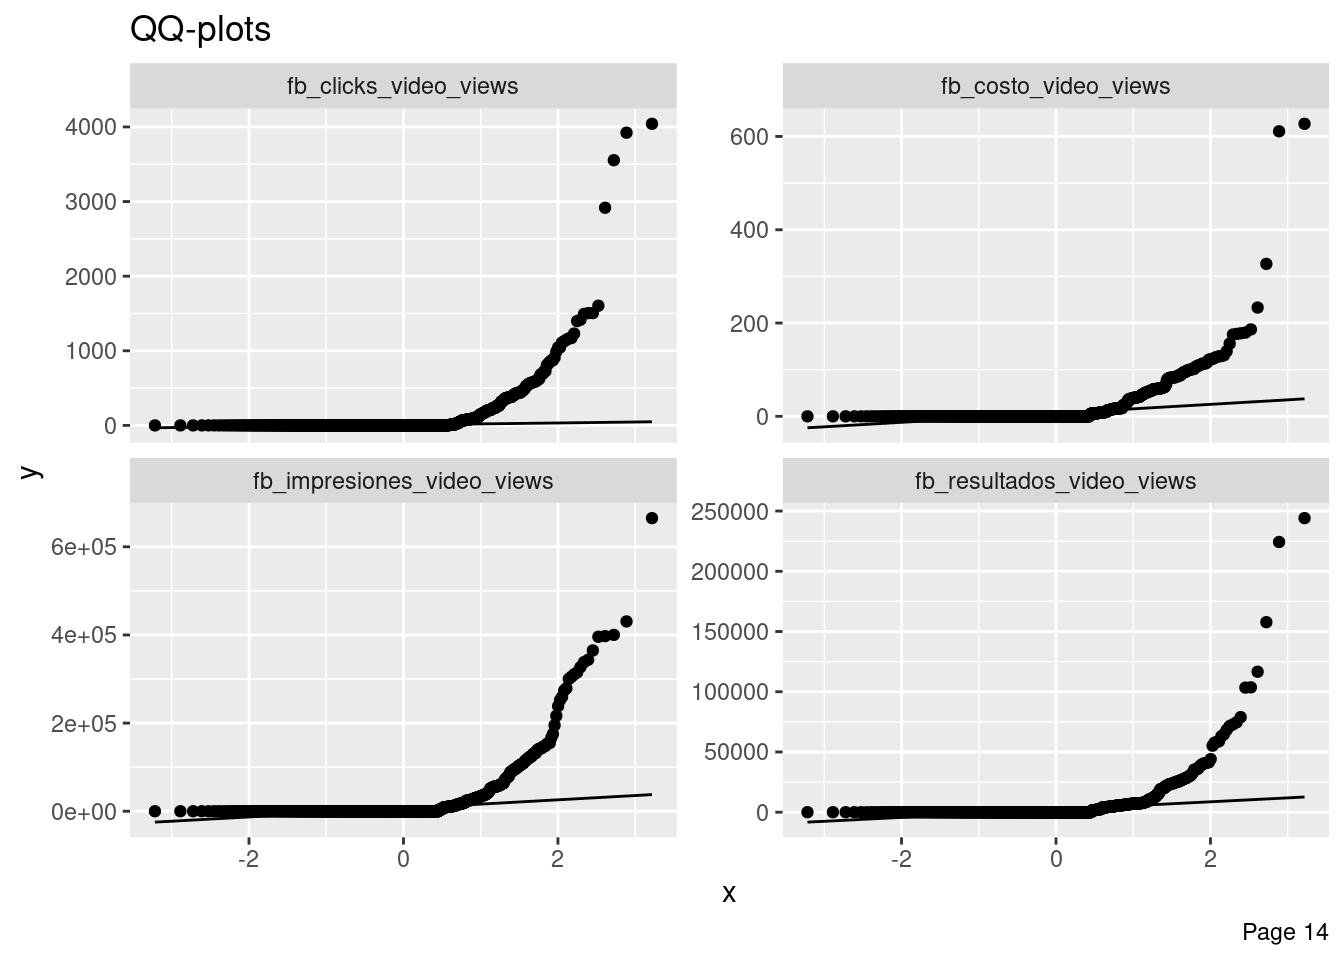 QQ-plots
fb_clicks_video_views
fb_costo_video_views
4000
3000
2000
1000
0
600
400
200
0
y
fb_impresiones_video_views
fb_resultados_video_views
6e+05
4e+05
2e+05
0e+00
250000
200000
150000
100000
50000
0
-2 0 2
-2 0 2
x
Page 14